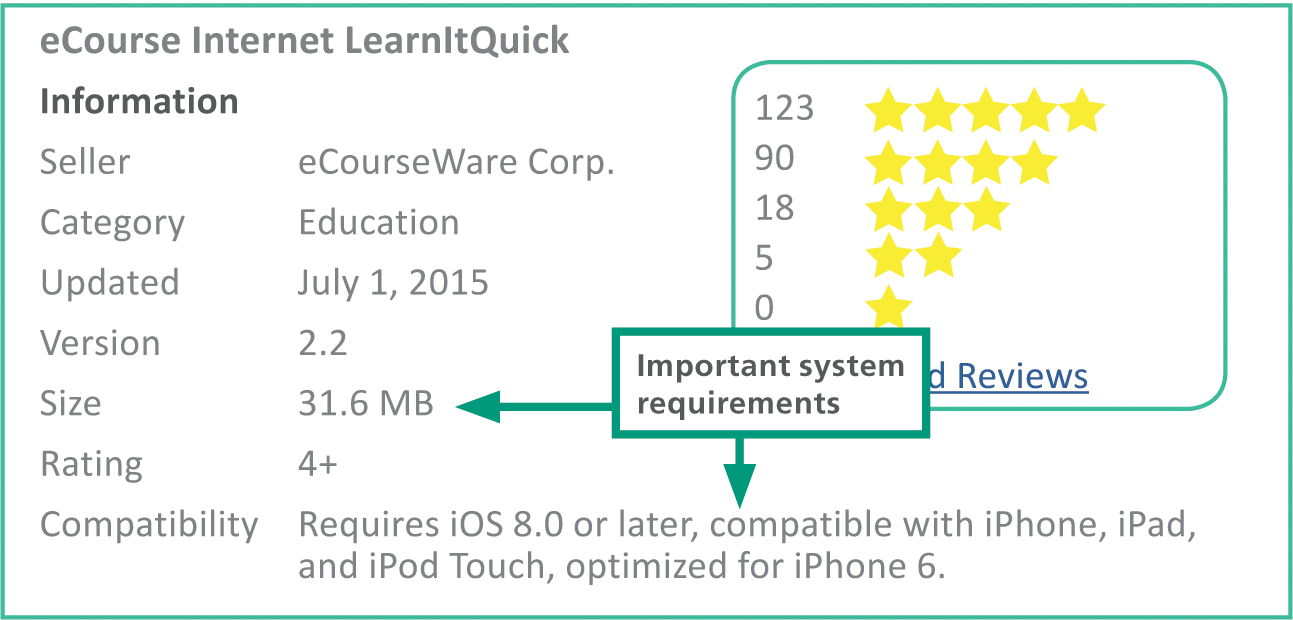 eCourse Internet LearnItQuick
Information
Seller eCourseWare Corp.
Category Education
Updated July 1, 2015
Version 2.2
Size 31.6 MB
Rating 4+
Compatibility Requires iOS 8.0 or later, compatible with iPhone, iPad,
and iPod Touch, optimized for iPhone 6.
123
90
18
5
0
Reviews
Important system
requirements